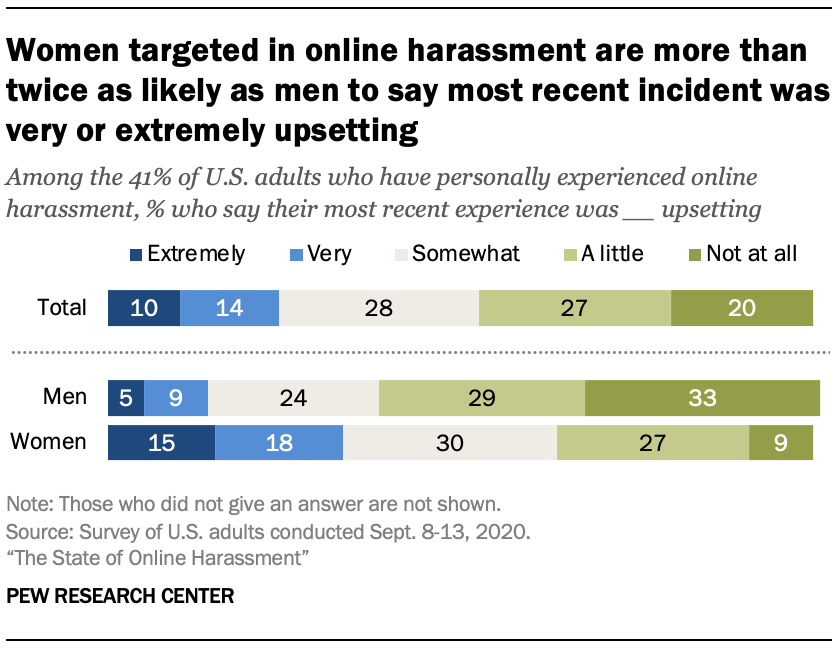 Women targeted in online harassment are more than
twice as likely as men to say most recent incident was
very or extremely upsetting
Among the 41% of U.S. adults who have personally experienced online
harassment, % who say their most recent experience was __ upsetting
Extremely Very Somewhat A little Not at all
Total 10 14 28 27 20
Men 5 9 24 29 33
Women 15 18 30 27 9
Note: Those who did not give an answer are not shown.
Source: Survey of U.S. adults conducted Sept. 8-13, 2020.
“The State of Online Harassment”
PEW RESEARCH CENTER